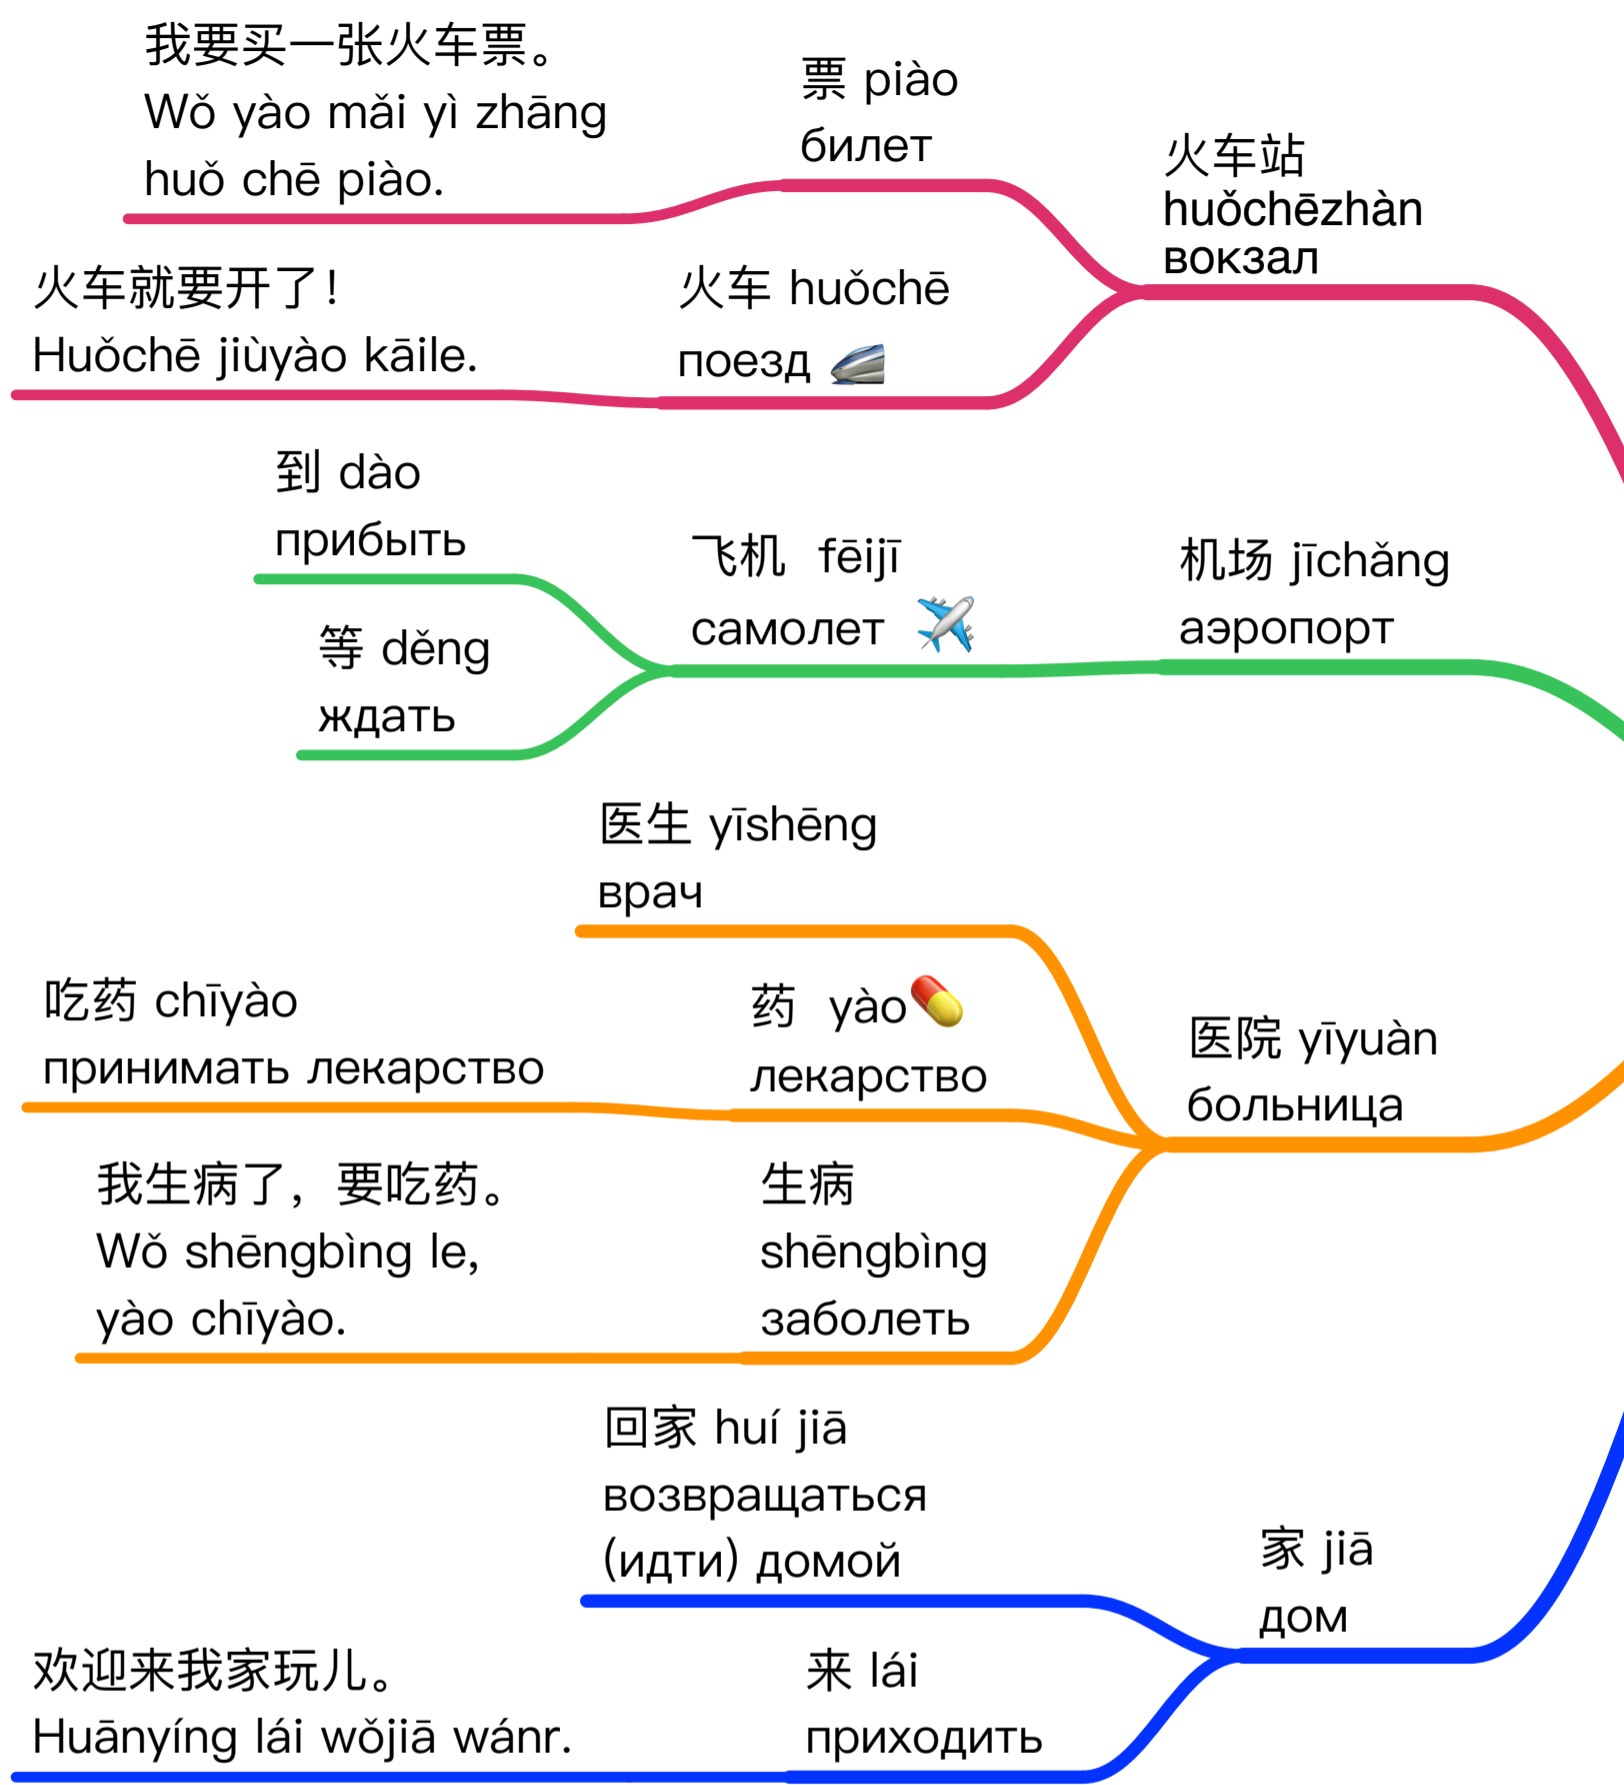 我要买一张火车票。
Wǒ yào mǎi yì zhāng
huǒ chē piào.
票 piào
билет
火车站
huǒchēzhàn
вокзал
火车就要开了!
Huǒchē jiùyào kāile.
火车 huǒchē
поезд
到 dào
прибыть
等 děng
ждать
飞机 fēijī
самолет
机场 jīchǎng
аэропорт
医生 yīshēng
врач
吃药 chīyào
принимать лекарство
药 yào
лекарство
医院 yīyuàn
больница
我生病了，要吃药。
Wǒ shēngbìng le,
yào chīyào.
生病
shēngbìng
заболеть
回家 huí jiā
возвращаться
(идти) домой
家 jiā
дом
欢迎来我家玩儿。
Huānyíng lái wǒjiā wánr.
来 lái
приходить